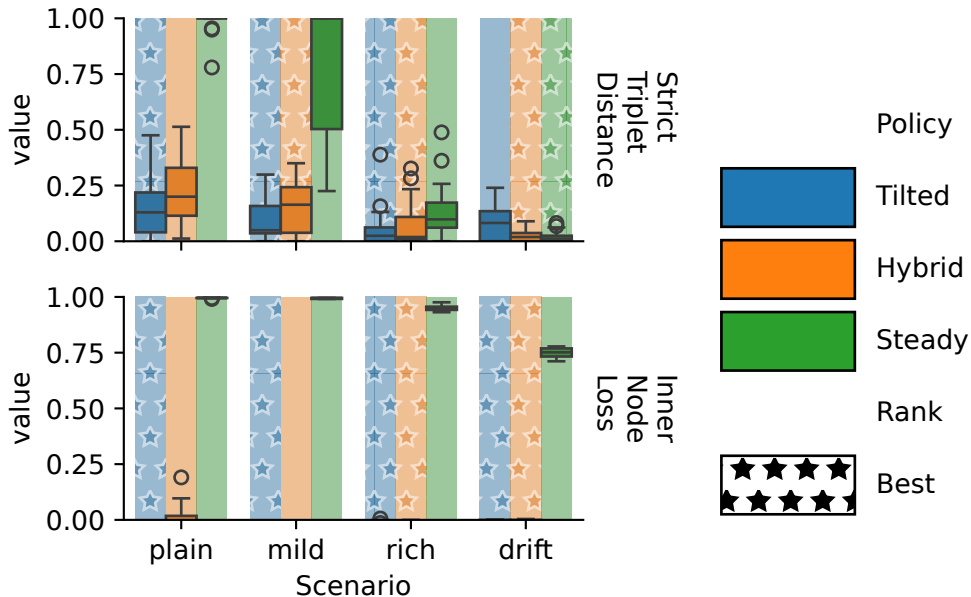 1.00
0.75
0.50
0.25
0.00
value
Strict
Triplet
Distance
1.00
0.75
0.50
0.25
0.00
value
Inner
Node
Loss
plain
mild
rich
drift
Scenario
Policy
Tilted
Hybrid
Steady
Rank
Best